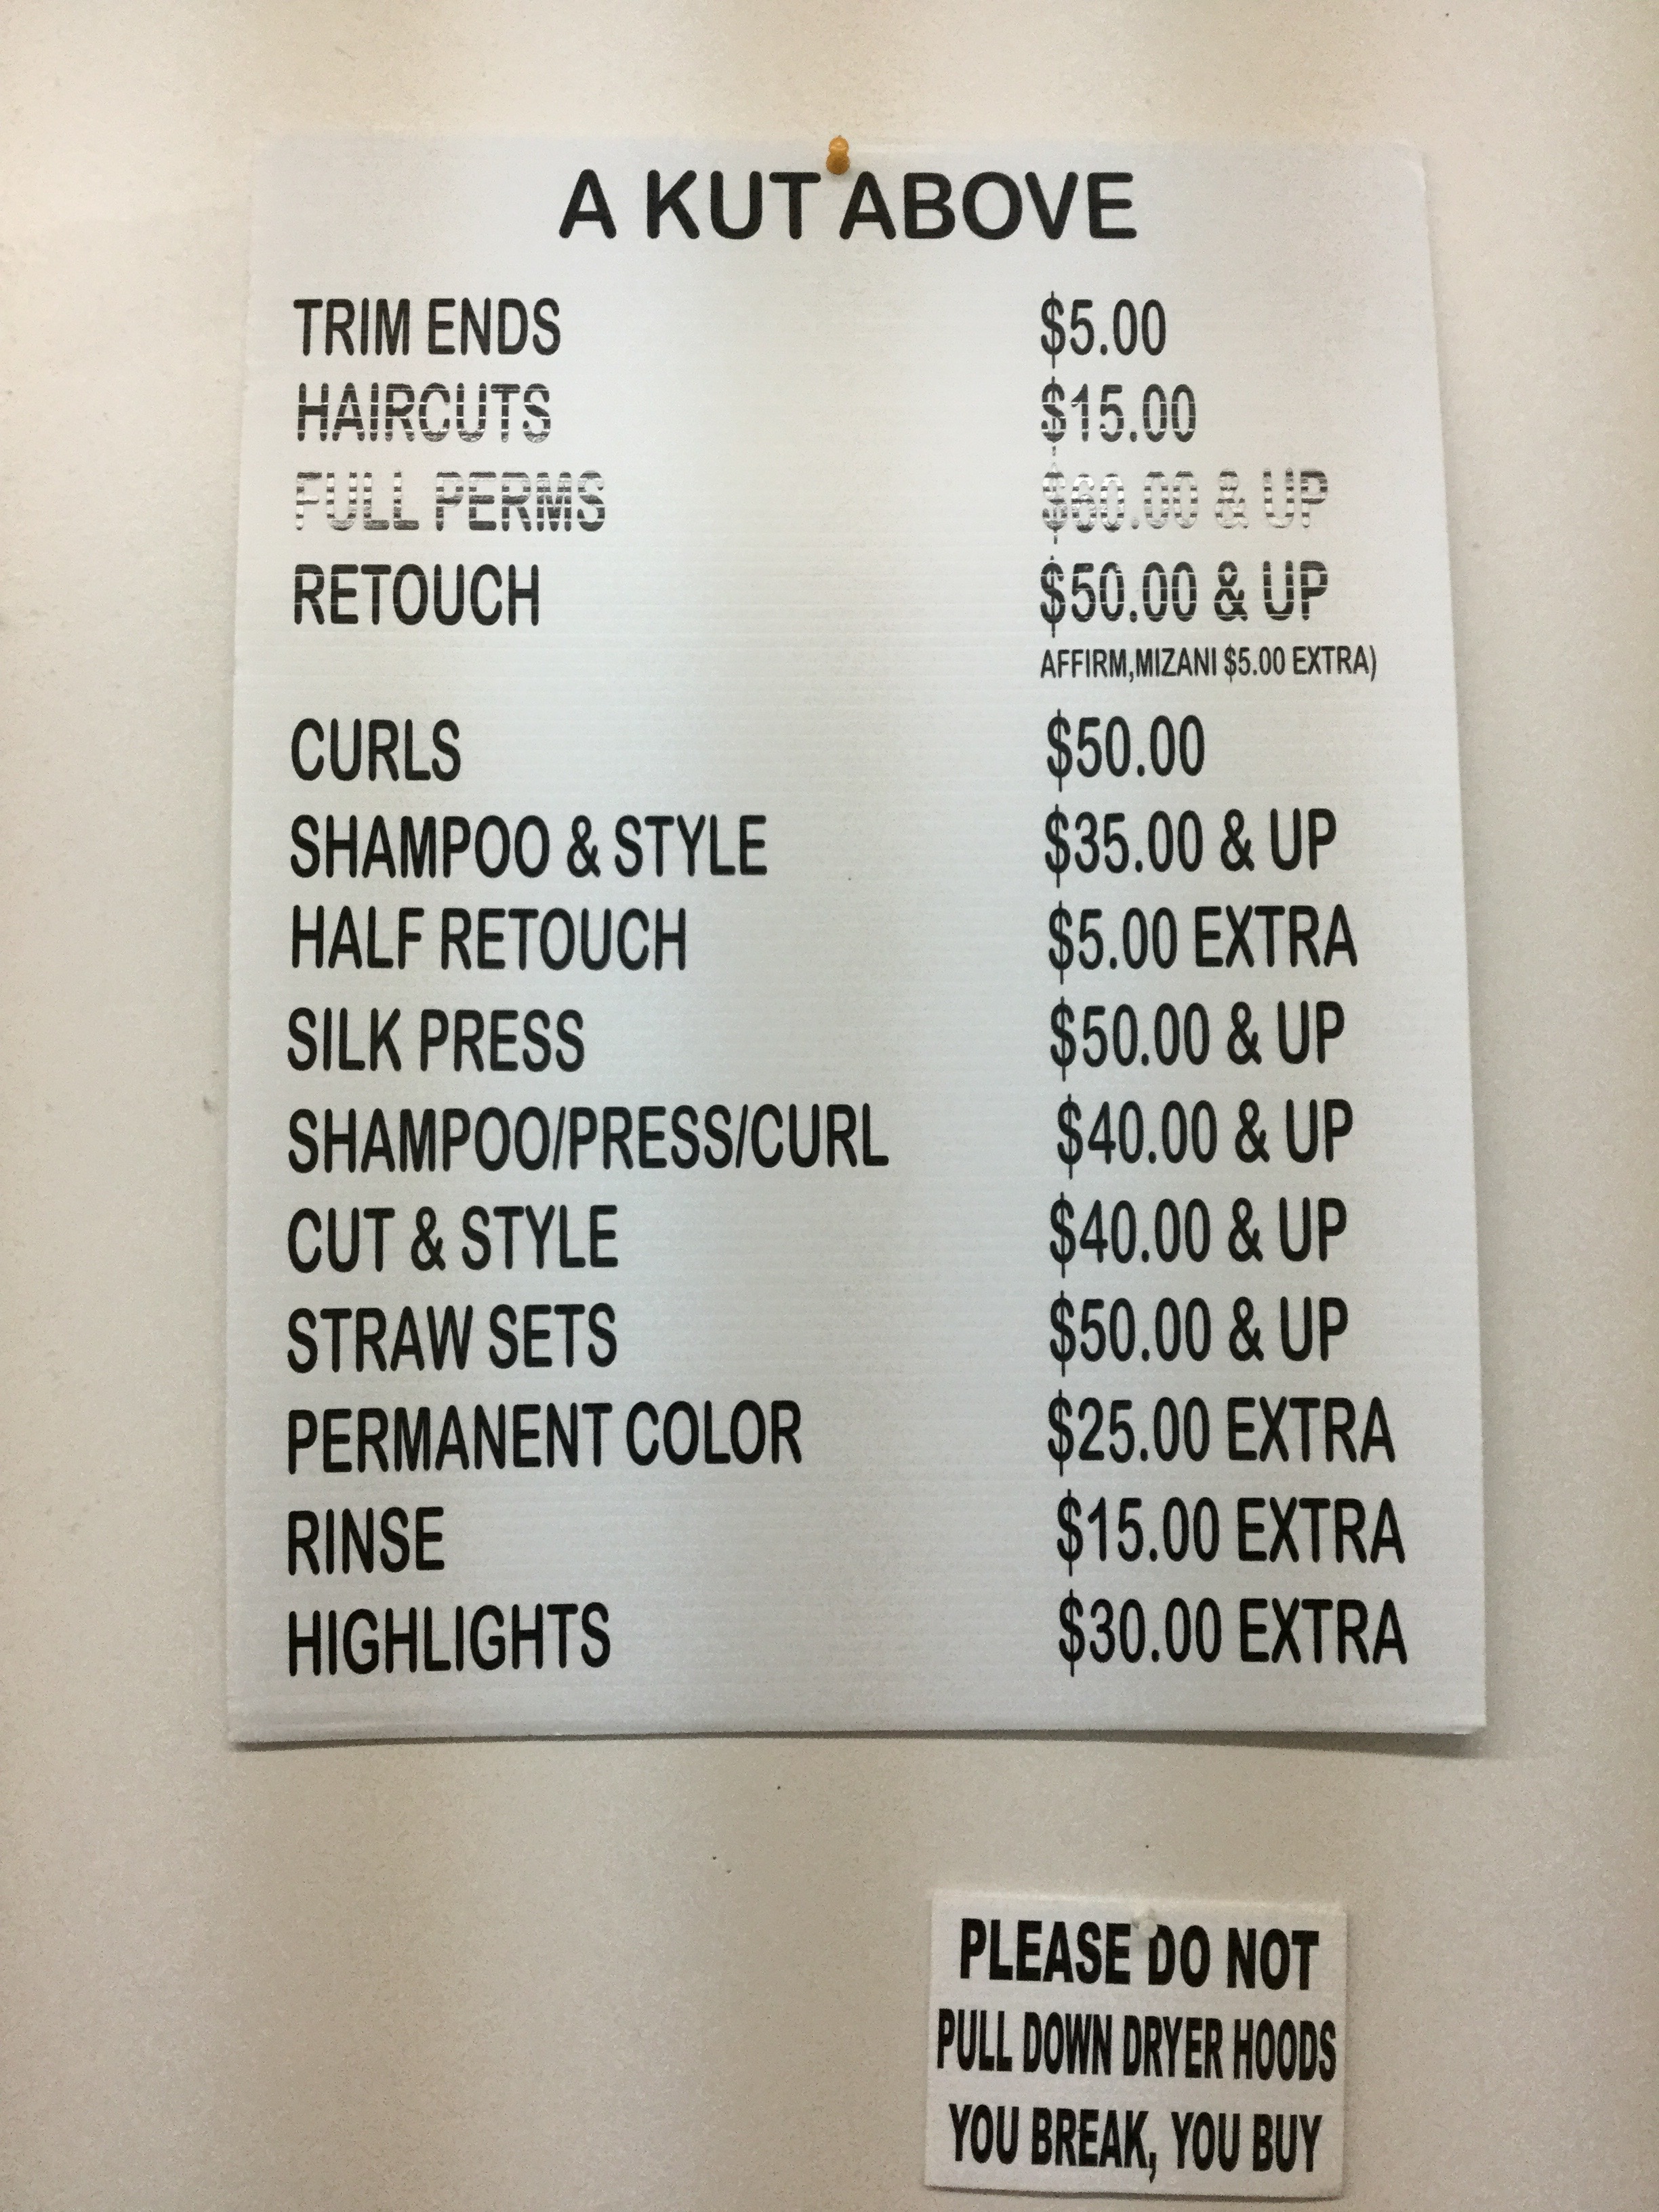 A KUT ABOVE
TRIM ENDS $5.00
HAIRCUTS $15.00
FULL PERMS $60.00 & UP
RETOUCH $50.00 & UP
AFFIRM,MIZANI $5.00 EXTRA)
CURLS $50.00
SHAMPOO & STYLE $35.00 & UP
HALF RETOUCH $5.00 EXTRA
SILK PRESS $50.00 & UP
SHAMPOO/PRESS/CURL $40.00 & UP
CUT & STYLE $40.00 & UP
STRAW SETS $50.00 & UP
PERMANENT COLOR $25.00 EXTRA
RINSE $15.00 EXTRA
HIGHLIGHTS $30.00 EXTRA
PLEASE DO NOT
PULL DOWN DRYER HOODS
YOU BREAK, YOU BUY